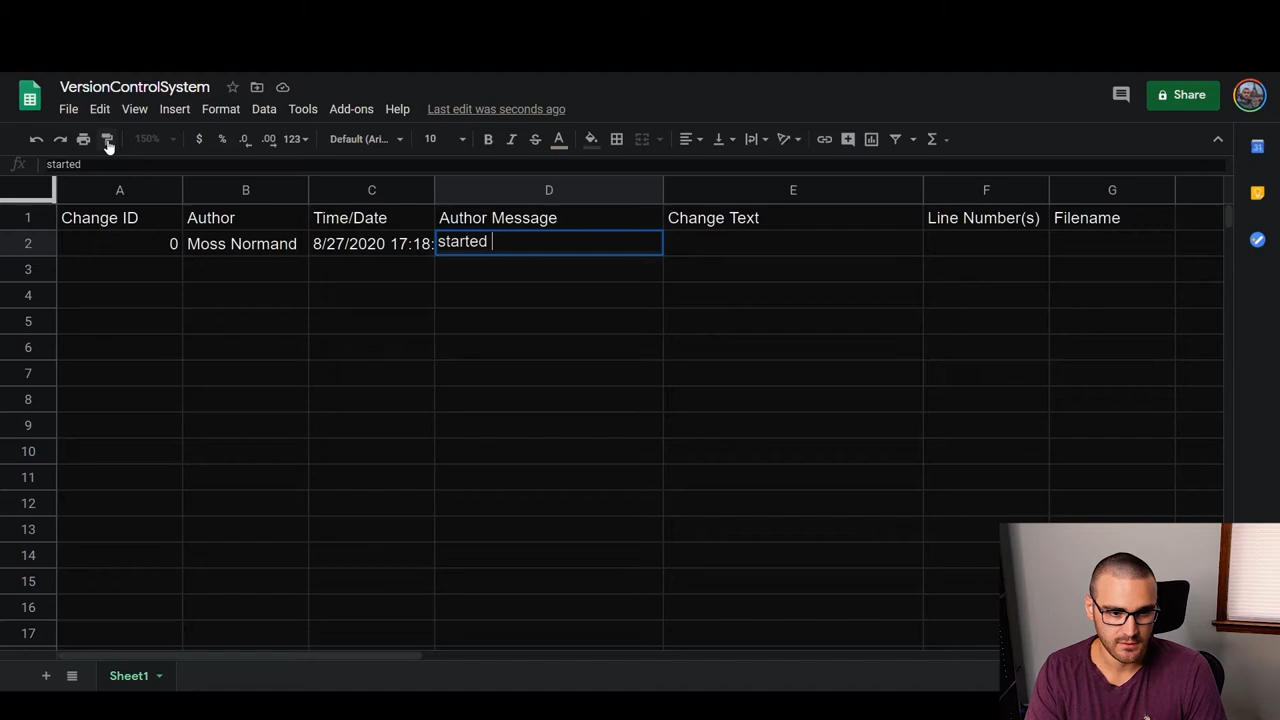 VersionControlSystem
File Edit View Insert Format Data Tools Add-ons Help Last edit was seconds ago
Share
150% $ % .0 .00 123 Default (Ari... 10 B I S A Σ
fx started
A B C D E F G
1 Change ID Author Time/Date Author Message Change Text Line Number(s) Filename
2 0 Moss Normand 8/27/2020 17:18: started
3
4
5
6
7
8
9
10
11
12
13
14
15
16
17
+ Sheet1